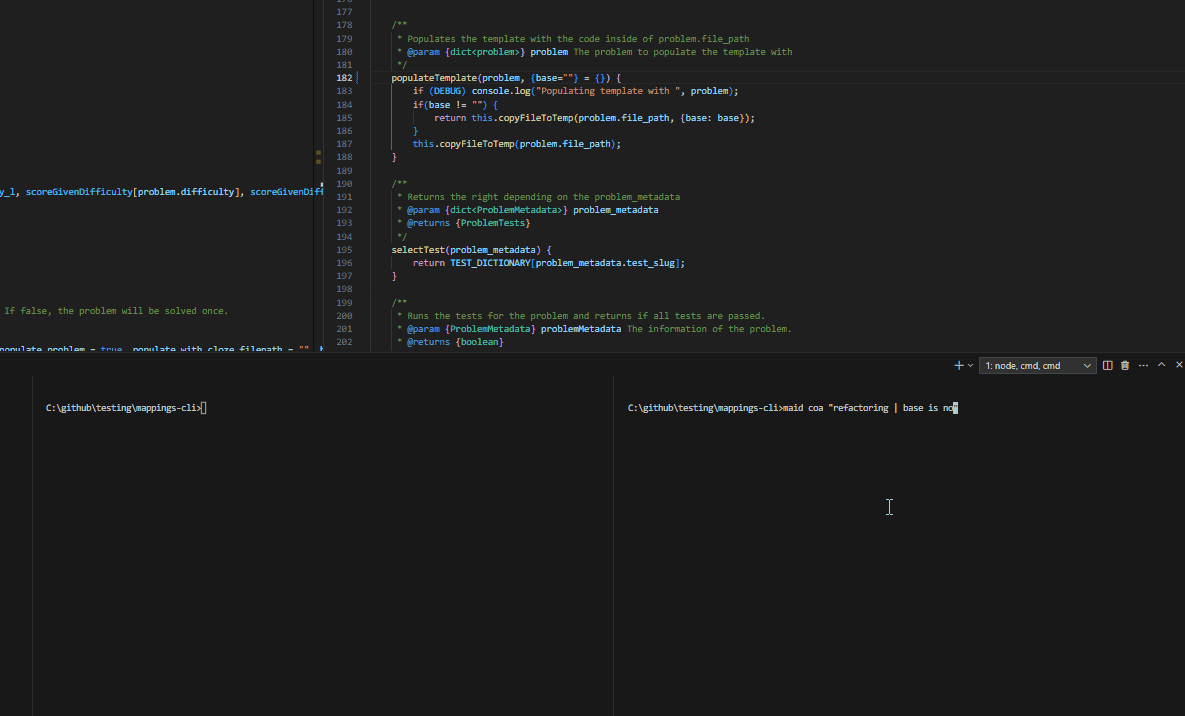 177
178 /**
179 * Populates the template with the code inside of problem.file_path
180 * @param {dict<problem>} problem The problem to populate the template with
181 */
182 populateTemplate(problem, {base=""} = {}) {
183 if (DEBUG) console.log("Populating template with ", problem);
184 if(base != "") {
185 return this.copyFileToTemp(problem.file_path, {base: base});
186 }
187 this.copyFileToTemp(problem.file_path);
188 }
189
190 /**
191 * Returns the right depending on the problem_metadata
192 * @param {dict<ProblemMetadata>} problem_metadata
193 * @returns {ProblemTests}
194 */
195 selectTest(problem_metadata) {
196 return TEST_DICTIONARY[problem_metadata.test_slug];
197 }
198
199 /**
200 * Runs the tests for the problem and returns if all tests are passed.
201 * @param {ProblemMetadata} problemMetadata The information of the problem.
202 * @returns {boolean}
y_l, scoreGivenDifficulty[problem.difficulty], scoreGivenDiff
If false, the problem will be solved once.
populate_problem = true, populate_with_cloze_filepath = "", b
1: node, cmd, cmd
C:\github\testing\mappings-cli>
C:\github\testing\mappings-cli>maid coa "refactoring | base is no"